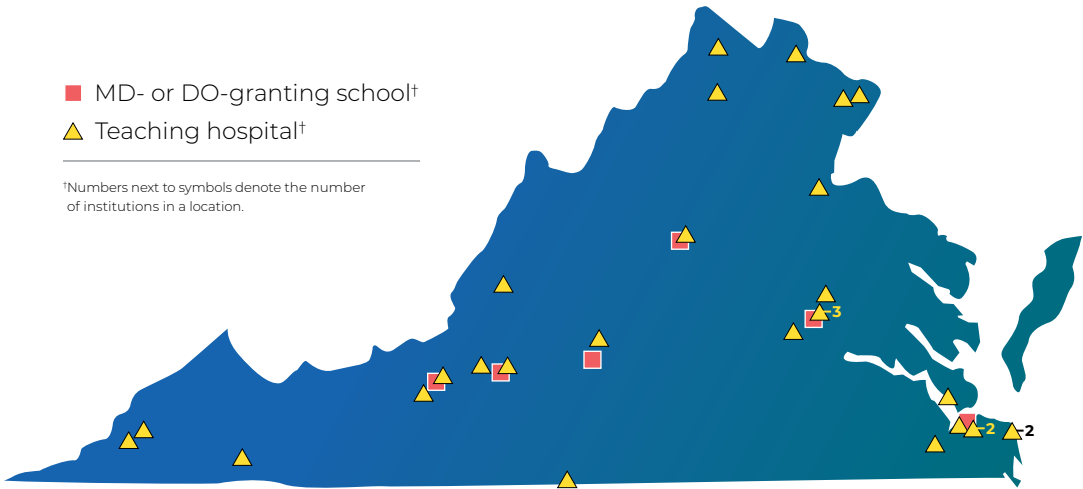 MD- or DO-granting school†
Teaching hospital†
†Numbers next to symbols denote the number
of institutions in a location.
3
2
2